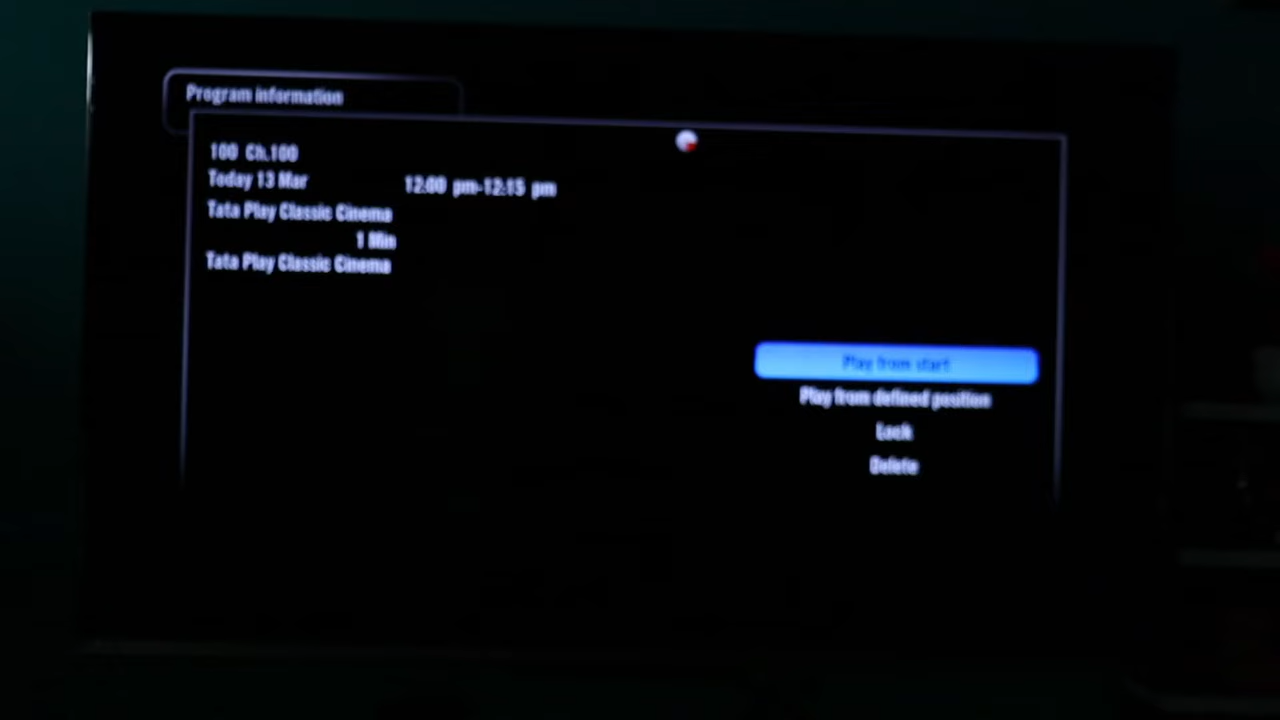 Program information
100 Ch.100
Today 13 Mar 12:00 pm-12:15 pm
Tata Play Classic Cinema
1 Min
Tata Play Classic Cinema
Play from start
Play from defined position
Lock
Delete